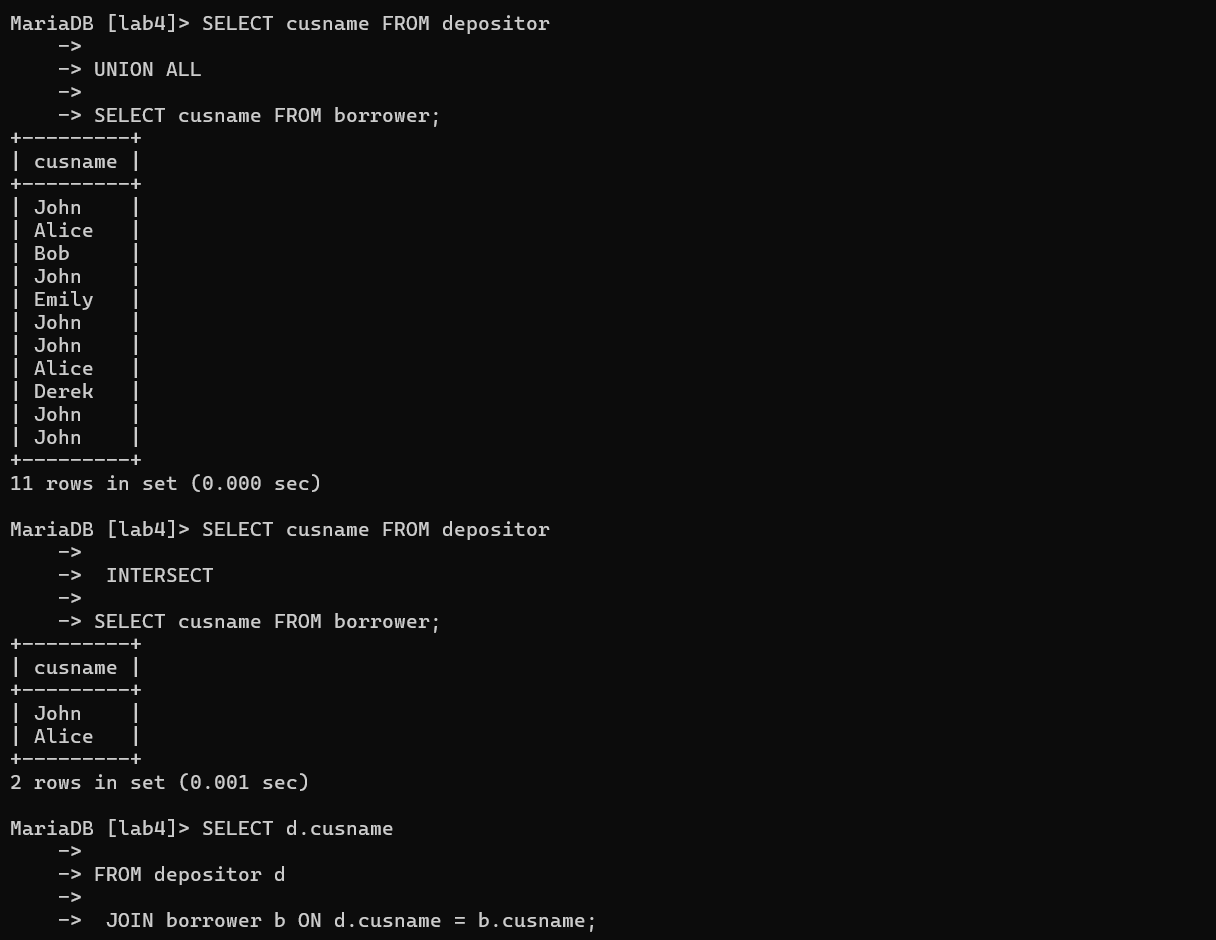 MariaDB [lab4]> SELECT cusname FROM depositor
    ->
    -> UNION ALL
    ->
    -> SELECT cusname FROM borrower;
+---------+
| cusname |
+---------+
| John    |
| Alice   |
| Bob     |
| John    |
| Emily   |
| John    |
| John    |
| Alice   |
| Derek   |
| John    |
| John    |
+---------+
11 rows in set (0.000 sec)

MariaDB [lab4]> SELECT cusname FROM depositor
    ->
    ->  INTERSECT
    ->
    -> SELECT cusname FROM borrower;
+---------+
| cusname |
+---------+
| John    |
| Alice   |
+---------+
2 rows in set (0.001 sec)

MariaDB [lab4]> SELECT d.cusname
    ->
    -> FROM depositor d
    ->
    ->  JOIN borrower b ON d.cusname = b.cusname;